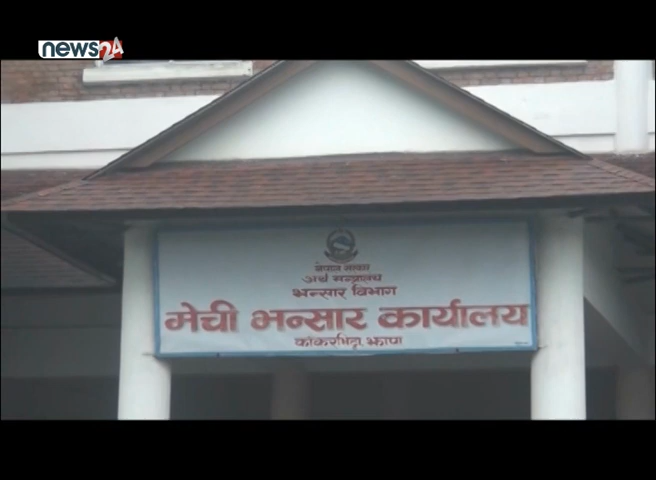 news24
नेपाल सरकार
अर्थ मन्त्रालय
भन्सार विभाग
मेची भन्सार कार्यालय
काँकरभिट्टा झापा